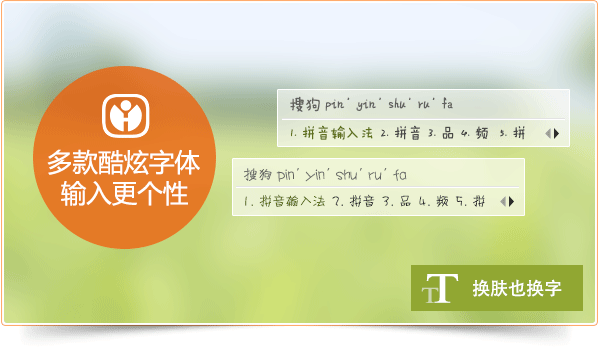 多款酷炫字体
输入更个性
搜狗 pin'yin'shu'ru'fa
1. 拼音输入法 2. 拼音 3. 品 4. 频 5. 拼
搜狗 pin'yin'shu'ru'fa
1. 拼音输入法 2. 拼音 3. 品 4. 频 5. 拼
TT 换肤也换字